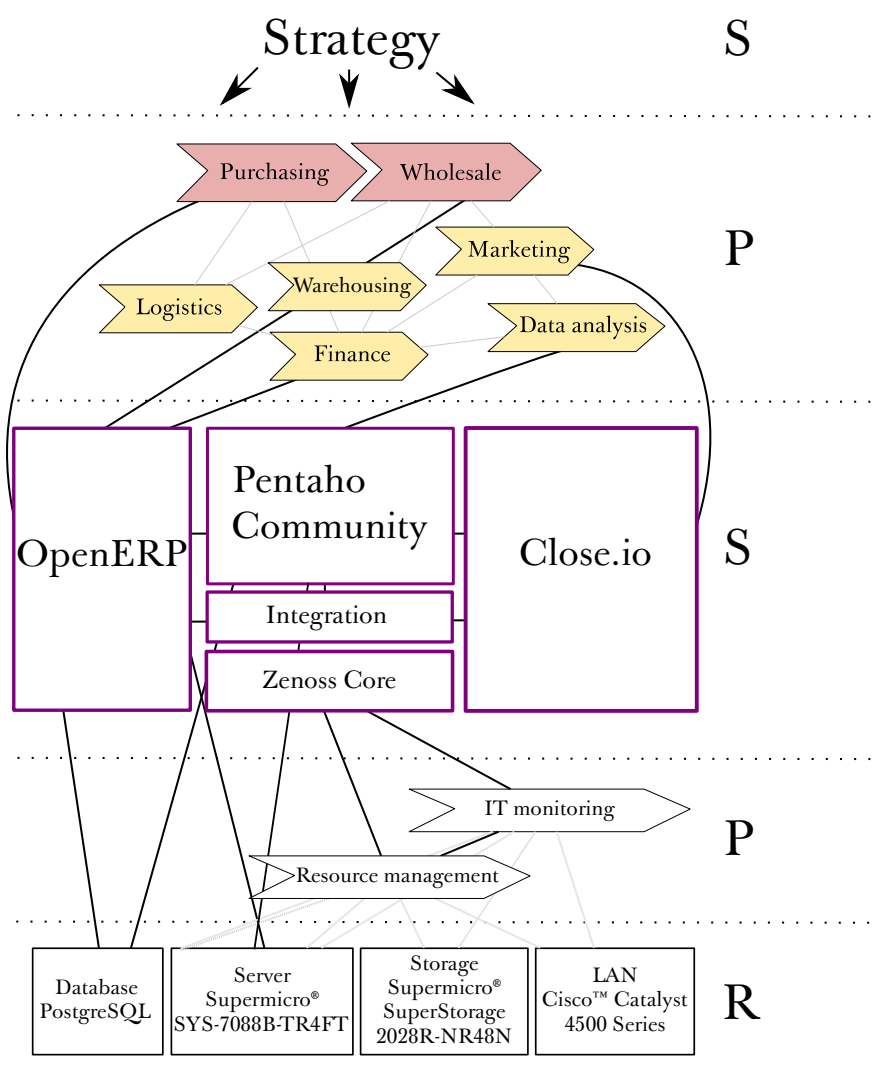 Strategy
S
Purchasing
Wholesale
P
Marketing
Warehousing
Logistics
Data analysis
Finance
Pentaho
Community
OpenERP
Close.io
S
Integration
Zenoss Core
IT monitoring
P
Resource management
Database
PostgreSQL
Server
Supermicro®
SYS-7088B-TR4FT
Storage
Supermicro®
SuperStorage
2028R-NR48N
LAN
Cisco™ Catalyst
4500 Series
R